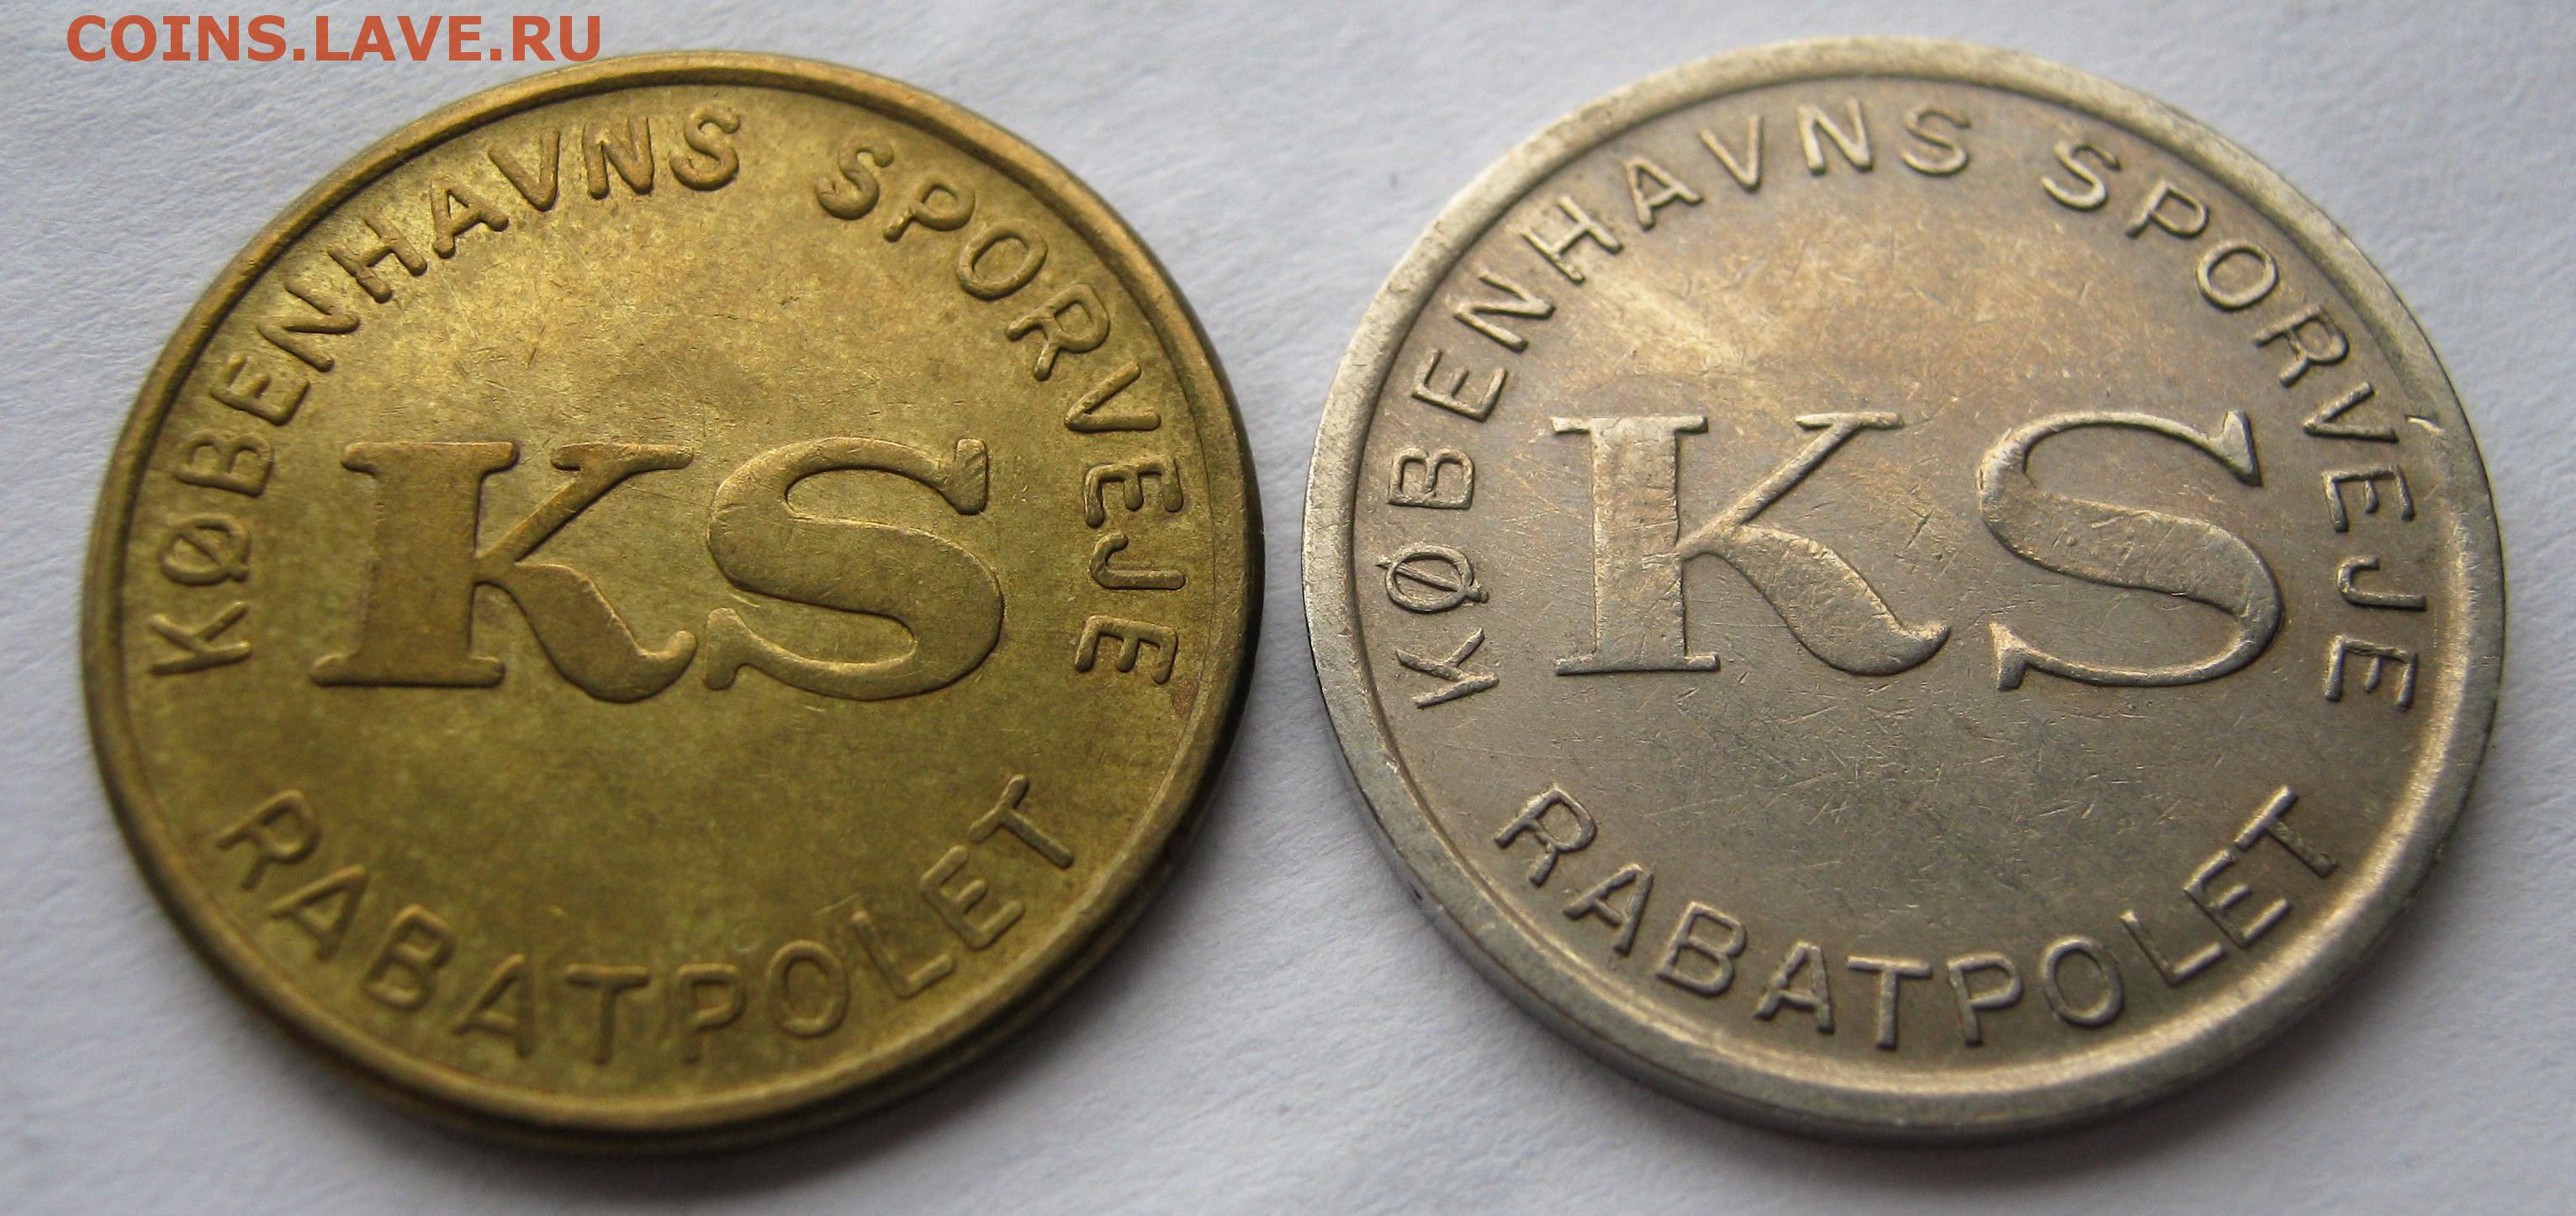 COINS.LAVE.RU
KØBENHAVNS SPORVEJE
KS
RABATPOLET
KØBENHAVNS SPORVEJE
KS
RABATPOLET